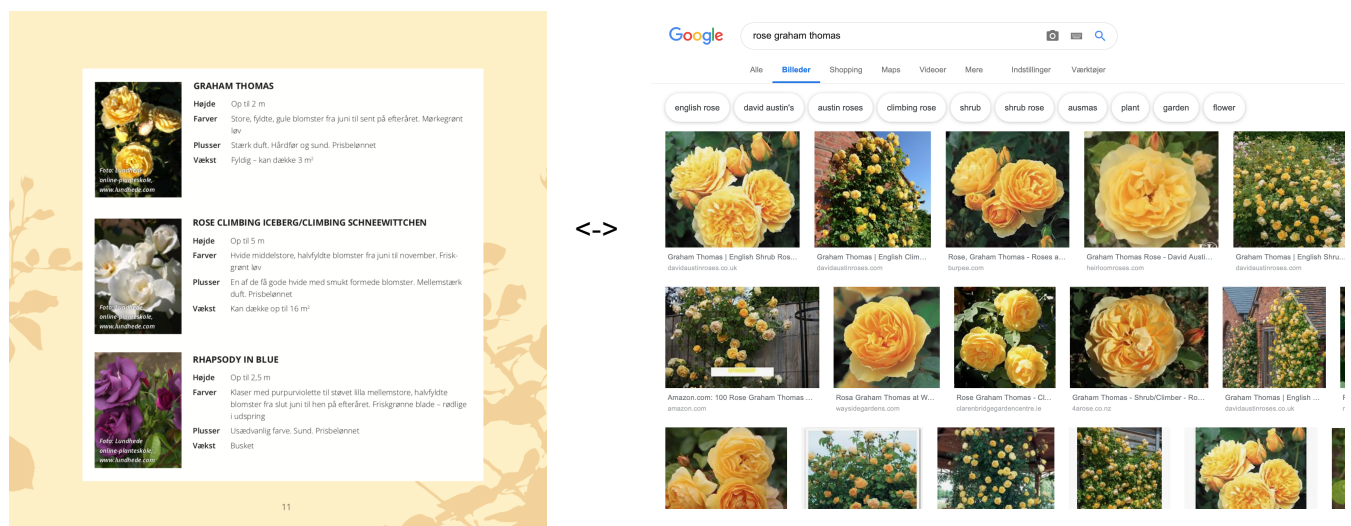 GRAHAM THOMAS
Højde Op til 2 m
Farver Store, fyldte, gule blomster fra juni til sent på efteråret. Mørkegrønt
løv
Plusser Stærk duft. Hårdfør og sund. Prisbelønnet
Vækst Fyldig – kan dække 3 m²
Foto: Lundhede
online-planteskole,
www.lundhede.com
ROSE CLIMBING ICEBERG/CLIMBING SCHNEEWITTCHEN
Højde Op til 5 m
Farver Hvide middelstore, halvfyldte blomster fra juni til november. Frisk-
grønt løv
Plusser En af de få gode hvide med smukt formede blomster. Mellemstærk
duft. Prisbelønnet
Vækst Kan dække op til 16 m²
Foto: Lundhede
online-planteskole,
www.lundhede.com
RHAPSODY IN BLUE
Højde Op til 2,5 m
Farver Klaser med purpurviolette til støvet lilla mellemstore, halvfyldte
blomster fra slut juni til hen på efteråret. Friskgrønne blade – rødlige
i udspring
Plusser Usædvanlig farve. Sund. Prisbelønnet
Vækst Busket
Foto: Lundhede
online-planteskole,
www.lundhede.com
11
<->
Google rose graham thomas
Alle Billeder Shopping Maps Videoer Mere Indstillinger Værktøjer
english rose david austin's austin roses climbing rose shrub shrub rose ausmas plant garden flower
Graham Thomas | English Shrub Ros... Graham Thomas | English Clim... Rose, Graham Thomas - Roses a... Graham Thomas Rose - David Austi... Graham Thomas | English Shru...
davidaustinroses.co.uk davidaustinroses.com burpee.com heirloomroses.com davidaustinroses.com
Amazon.com: 100 Rose Graham Thomas ... Rosa Graham Thomas at W... Rose Graham Thomas - Cl... Graham Thomas - Shrub/Climber - Ro... Graham Thomas | English ...
amazon.com waysidegardens.com clarenbridgegardencentre.ie 4arose.co.nz davidaustinroses.co.uk